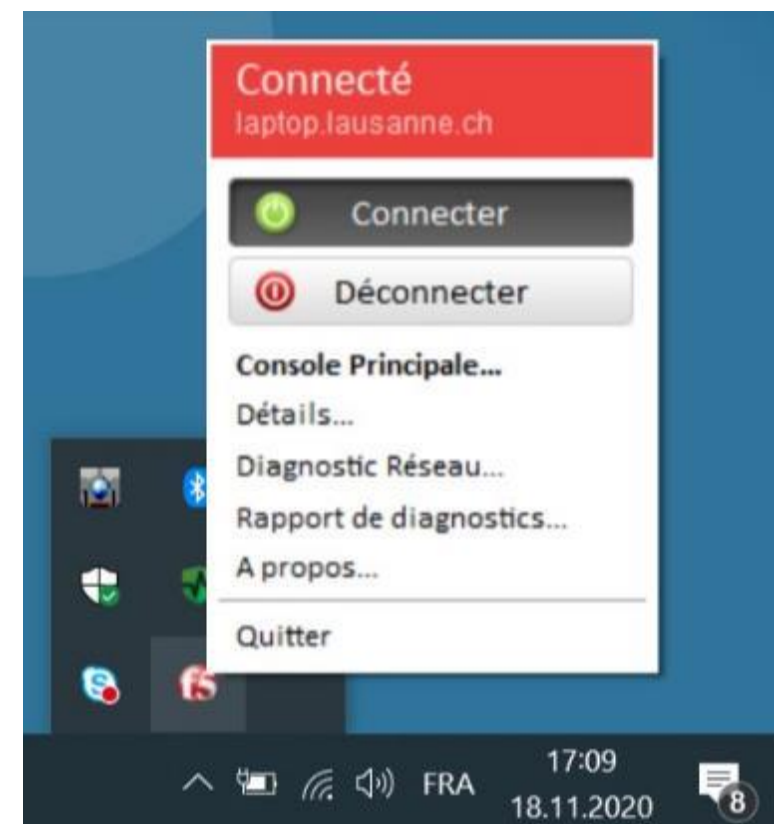 Connecté
laptop.lausanne.ch
Connecter
Déconnecter
Console Principale...
Détails...
Diagnostic Réseau...
Rapport de diagnostics...
A propos...
Quitter
fS
FRA
17:09
18.11.2020
8